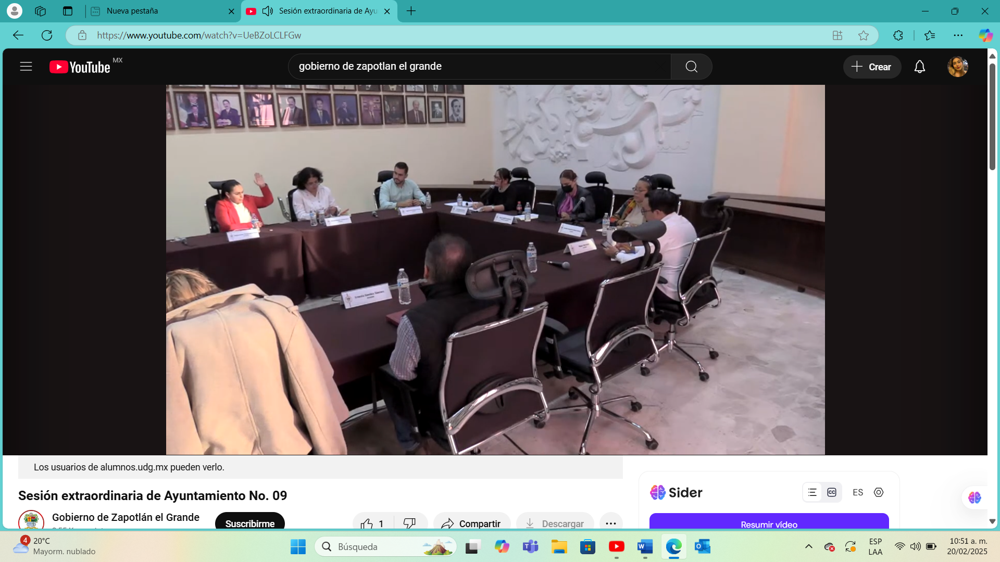 Nueva pestaña
Sesión extraordinaria de Ayu
https://www.youtube.com/watch?v=UeBZoLCLFGw
YouTube MX
gobierno de zapotlan el grande
Crear
Los usuarios de alumnos.udg.mx pueden verlo.
Sesión extraordinaria de Ayuntamiento No. 09
Gobierno de Zapotlán el Grande
Suscribirme
1
Compartir
Descargar
Sider
CC
ES
Resumir vídeo
4
20°C
Mayorm. nublado
Búsqueda
ESP
LAA
10:51 a. m.
20/02/2025